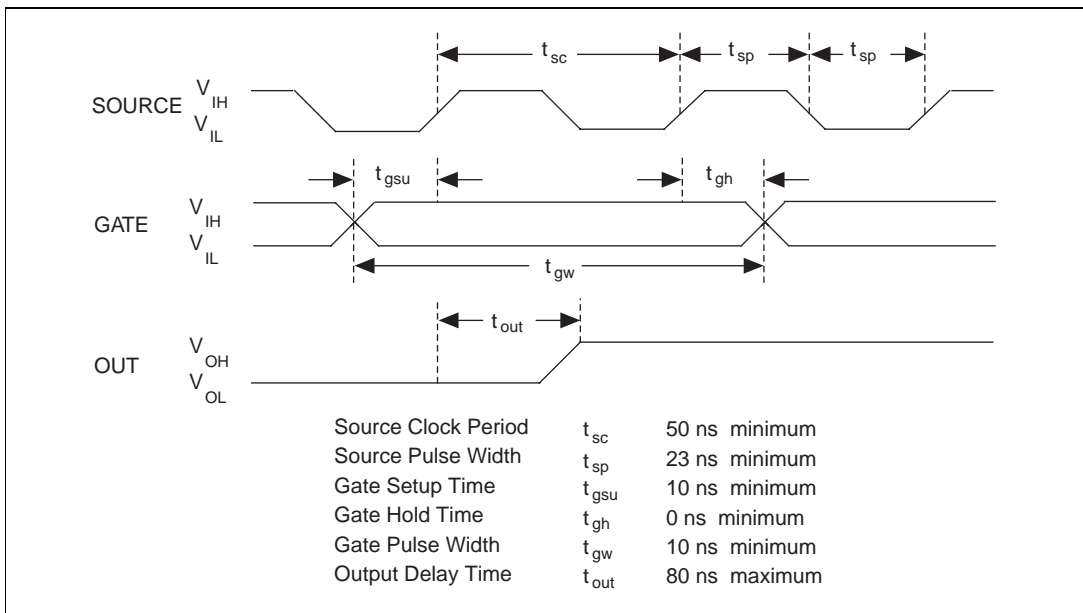 t sc t sp t sp
V IH
SOURCE
V IL
t gsu t gh
V IH
GATE
V IL
t gw
t out
V OH
OUT
V OL
Source Clock Period t sc 50 ns minimum
Source Pulse Width t sp 23 ns minimum
Gate Setup Time t gsu 10 ns minimum
Gate Hold Time t gh 0 ns minimum
Gate Pulse Width t gw 10 ns minimum
Output Delay Time t out 80 ns maximum